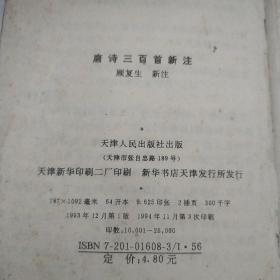 唐诗三百首新注
顾复生 新注
天津人民出版社出版
(天津市张自忠路189号)
天津新华印刷二厂印刷 新华书店天津发行所发行
787×1092毫米 64开本 9.625印张 2插页 300千字
1993年12月第1版 1994年11月第3次印刷
印数:10,001-25,000
ISBN 7-201-01608-3/I·56
定 价:4.80 元